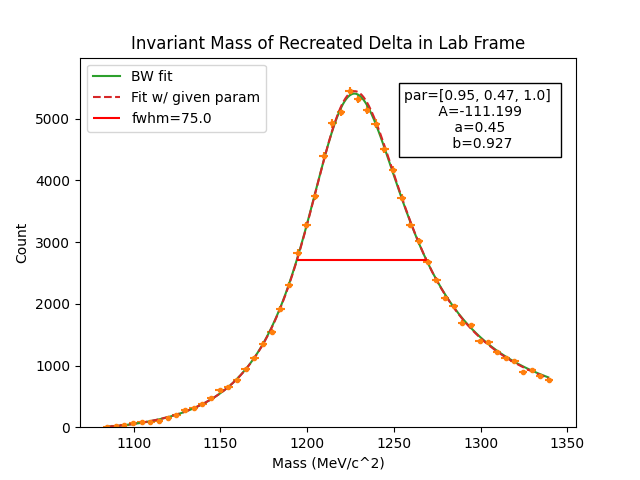 Invariant Mass of Recreated Delta in Lab Frame
BW fit
Fit w/ given param
fwhm=75.0
par=[0.95, 0.47, 1.0]
A=-111.199
a=0.45
b=0.927
Count
5000
4000
3000
2000
1000
0
1100 1150 1200 1250 1300 1350
Mass (MeV/c^2)